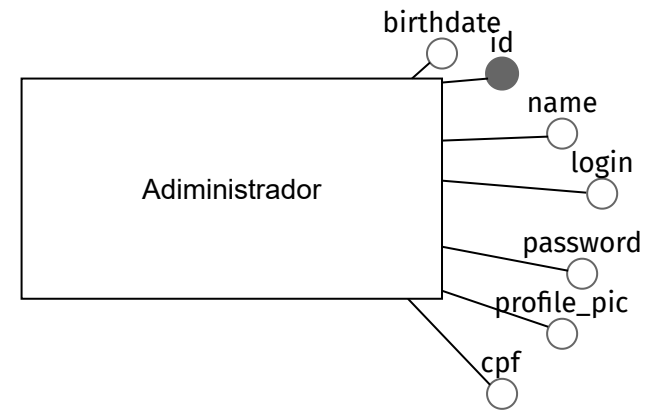 birthdate
id
name
login
Adiministrador
password
profile_pic
cpf